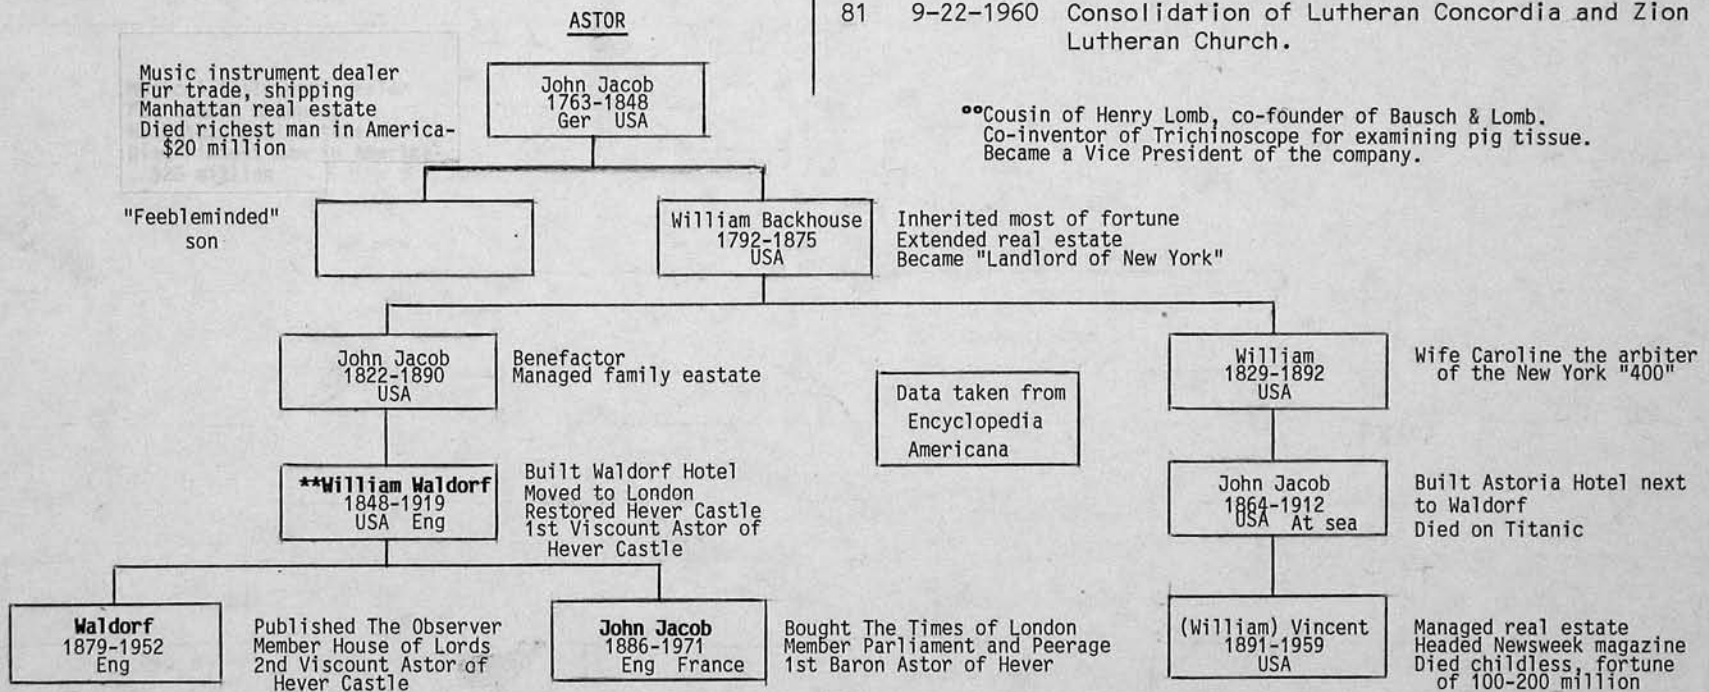 ASTOR
81 9-22-1960 Consolidation of Lutheran Concordia and Zion
Lutheran Church.
Music instrument dealer
Fur trade, shipping
Manhattan real estate
Died richest man in America-
$20 million
John Jacob
1763-1848
Ger USA
°°Cousin of Henry Lomb, co-founder of Bausch & Lomb.
Co-inventor of Trichinoscope for examining pig tissue.
Became a Vice President of the company.
"Feebleminded"
son
William Backhouse
1792-1875
USA
Inherited most of fortune
Extended real estate
Became "Landlord of New York"
John Jacob
1822-1890
USA
Benefactor
Managed family eastate
Data taken from
Encyclopedia
Americana
William
1829-1892
USA
Wife Caroline the arbiter
of the New York "400"
**William Waldorf
1848-1919
USA Eng
Built Waldorf Hotel
Moved to London
Restored Hever Castle
1st Viscount Astor of
Hever Castle
John Jacob
1864-1912
USA At sea
Built Astoria Hotel next
to Waldorf
Died on Titanic
Waldorf
1879-1952
Eng
Published The Observer
Member House of Lords
2nd Viscount Astor of
Hever Castle
John Jacob
1886-1971
Eng France
Bought The Times of London
Member Parliament and Peerage
1st Baron Astor of Hever
(William) Vincent
1891-1959
USA
Managed real estate
Headed Newsweek magazine
Died childless, fortune
of 100-200 million